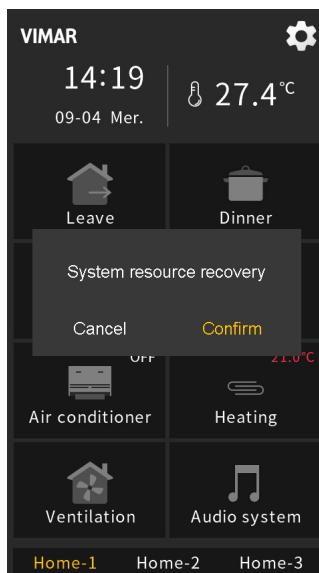 VIMAR
14:19
27.4°C
09-04 Mer.
Leave
Dinner
System resource recovery
Cancel
Confirm
OFF
21.0°C
Air conditioner
Heating
Ventilation
Audio system
Home-1
Home-2
Home-3